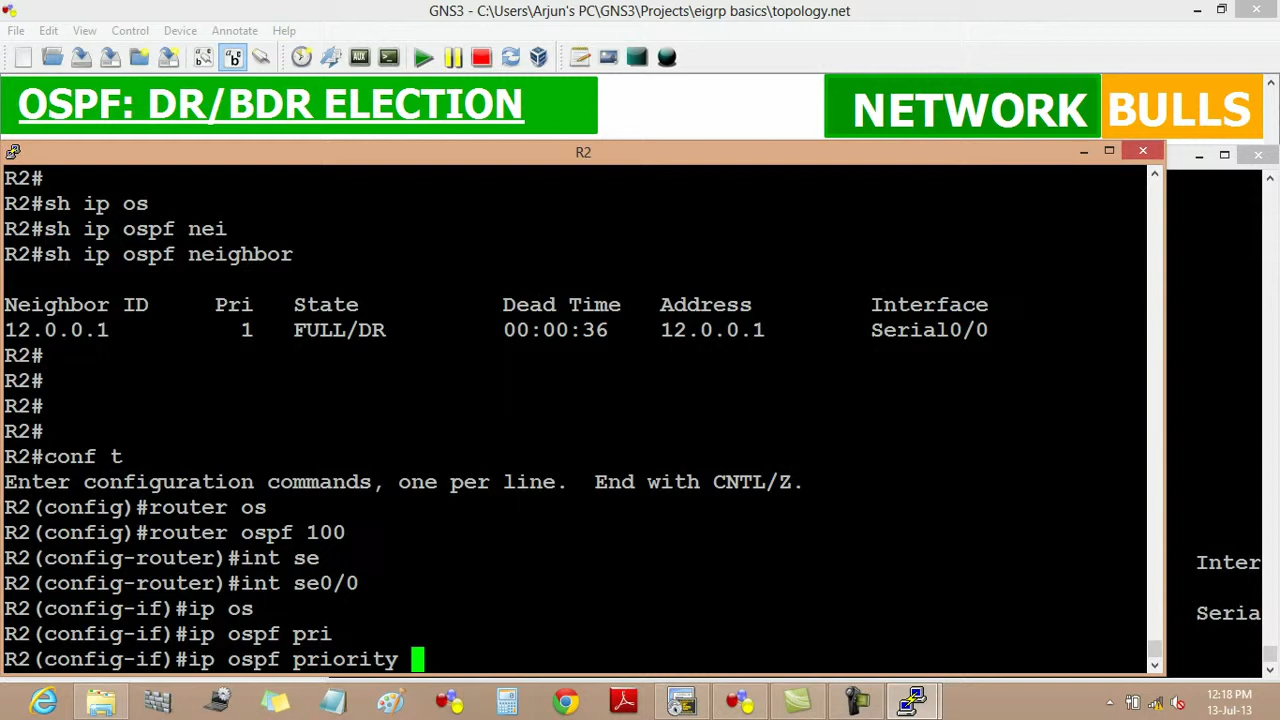 GNS3 - C:\Users\Arjun's PC\GNS3\Projects\eigrp basics\topology.net
File Edit View Control Device Annotate Help
OSPF: DR/BDR ELECTION
NETWORK BULLS
R2
R2#
R2#sh ip os
R2#sh ip ospf nei
R2#sh ip ospf neighbor
Neighbor ID Pri State Dead Time Address Interface
12.0.0.1 1 FULL/DR 00:00:36 12.0.0.1 Serial0/0
R2#
R2#
R2#
R2#
R2#conf t
Enter configuration commands, one per line. End with CNTL/Z.
R2(config)#router os
R2(config)#router ospf 100
R2(config-router)#int se
R2(config-router)#int se0/0
R2(config-if)#ip os
R2(config-if)#ip ospf pri
R2(config-if)#ip ospf priority
Inter
Seria
12:18 PM
13-Jul-13